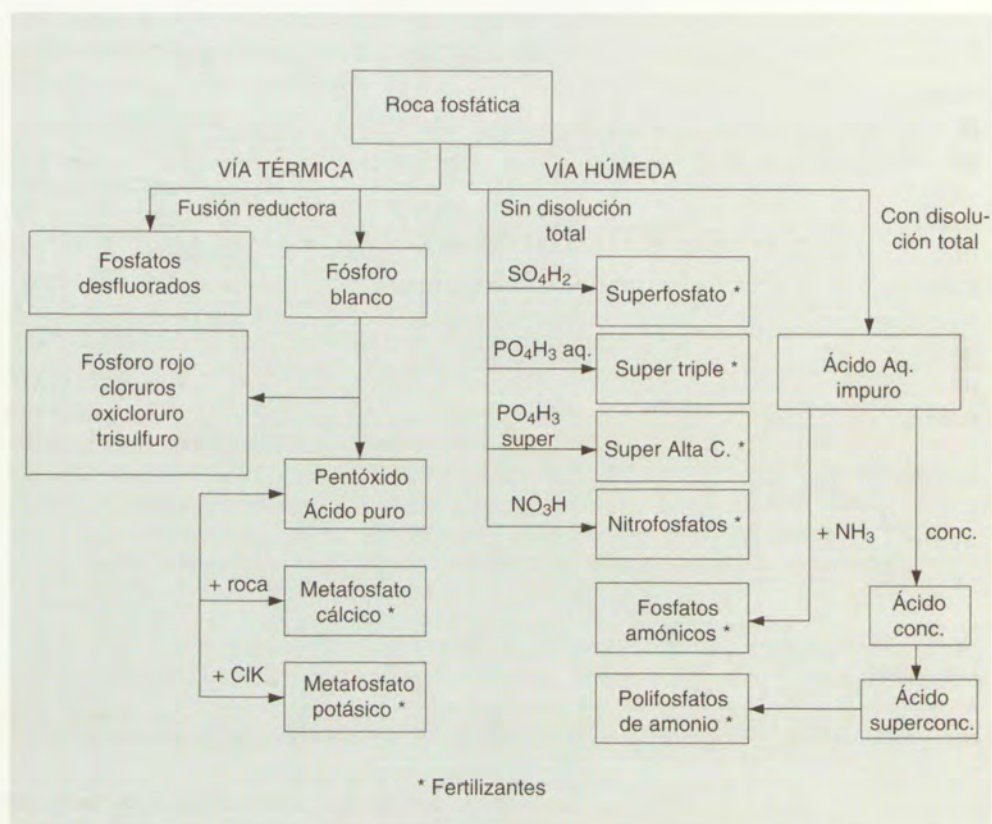 Roca fosfática
VÍA TÉRMICA
VÍA HÚMEDA
Fusión reductora
Sin disolución
total
Con disolu-
ción total
Fosfatos
desfluorados
Fósforo
blanco
SO₄H₂
Superfosfato *
Fósforo rojo
cloruros
oxicloruro
trisulfuro
PO₄H₃ aq.
Super triple *
Ácido Aq.
impuro
PO₄H₃
super
Super Alta C. *
Pentóxido
Ácido puro
NO₃H
Nitrofosfatos *
+ NH₃
conc.
+ roca
Metafosfato
cálcico *
Fosfatos
amónicos *
Ácido
conc.
+ ClK
Metafosfato
potásico *
Polifosfatos
de amonio *
Ácido
superconc.
* Fertilizantes